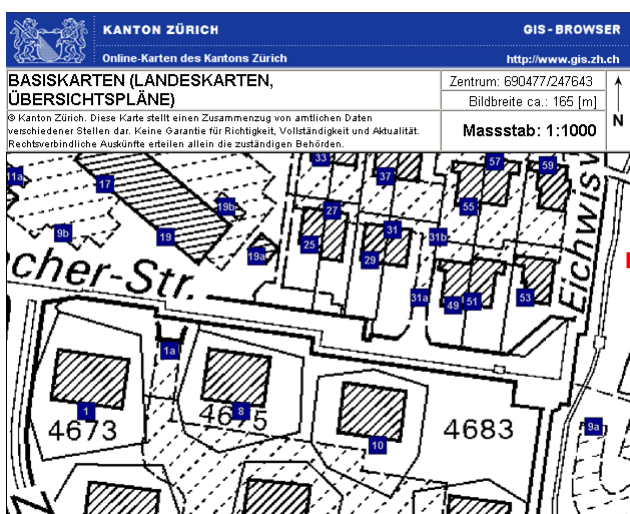 KANTON ZÜRICH
GIS-BROWSER
Online-Karten des Kantons Zürich
http://www.gis.zh.ch
BASISKARTEN (LANDESKARTEN,
ÜBERSICHTSPLÄNE)
© Kanton Zürich. Diese Karte stellt einen Zusammenzug von amtlichen Daten
verschiedener Stellen dar. Keine Garantie für Richtigkeit, Vollständigkeit und Aktualität.
Rechtsverbindliche Auskünfte erteilen allein die zuständigen Behörden.
Zentrum: 690477/247643
Bildbreite ca.: 165 [m]
Massstab: 1:1000
N
33
37
57
59
11a
17
19b
27
55
9b
19
25
31
31b
19a
29
cher-Str.
Eichwisw
31a
49
51
53
1a
1
8
4673
4675
10
4683
9a